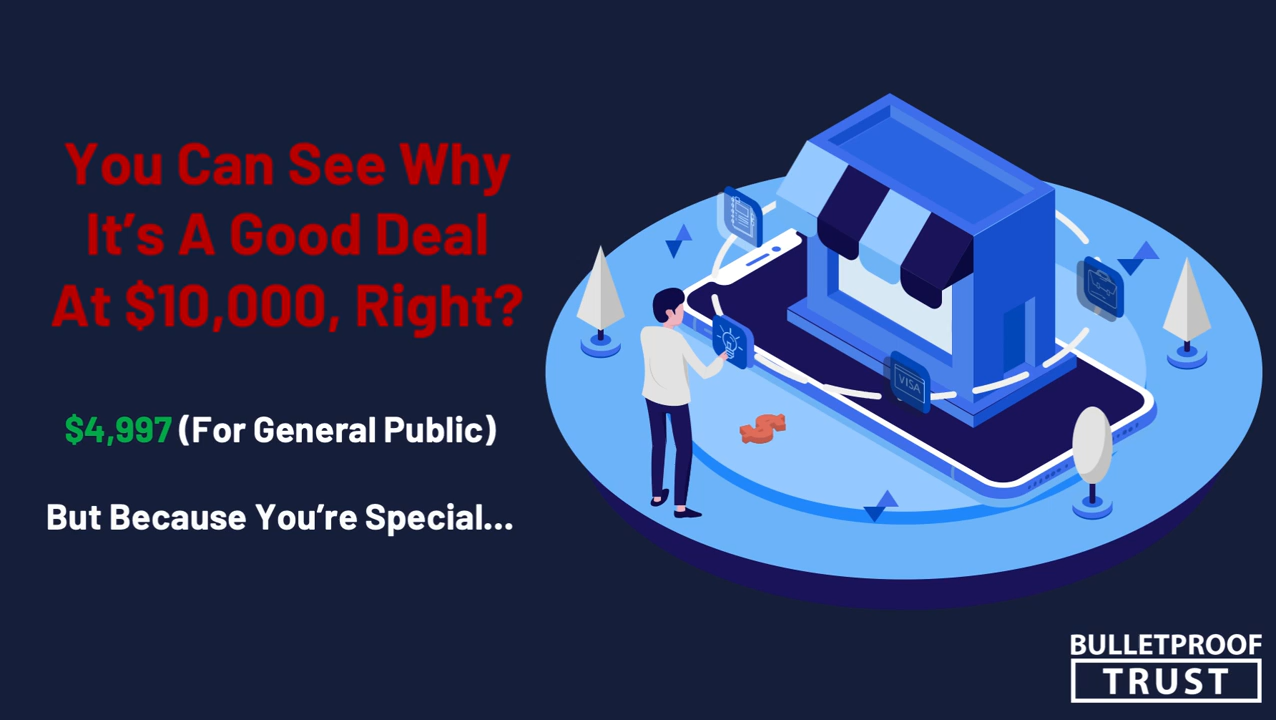 You Can See Why
It’s A Good Deal
At $10,000, Right?
$4,997 (For General Public)
But Because You’re Special...
VISA
BULLETPROOF
TRUST